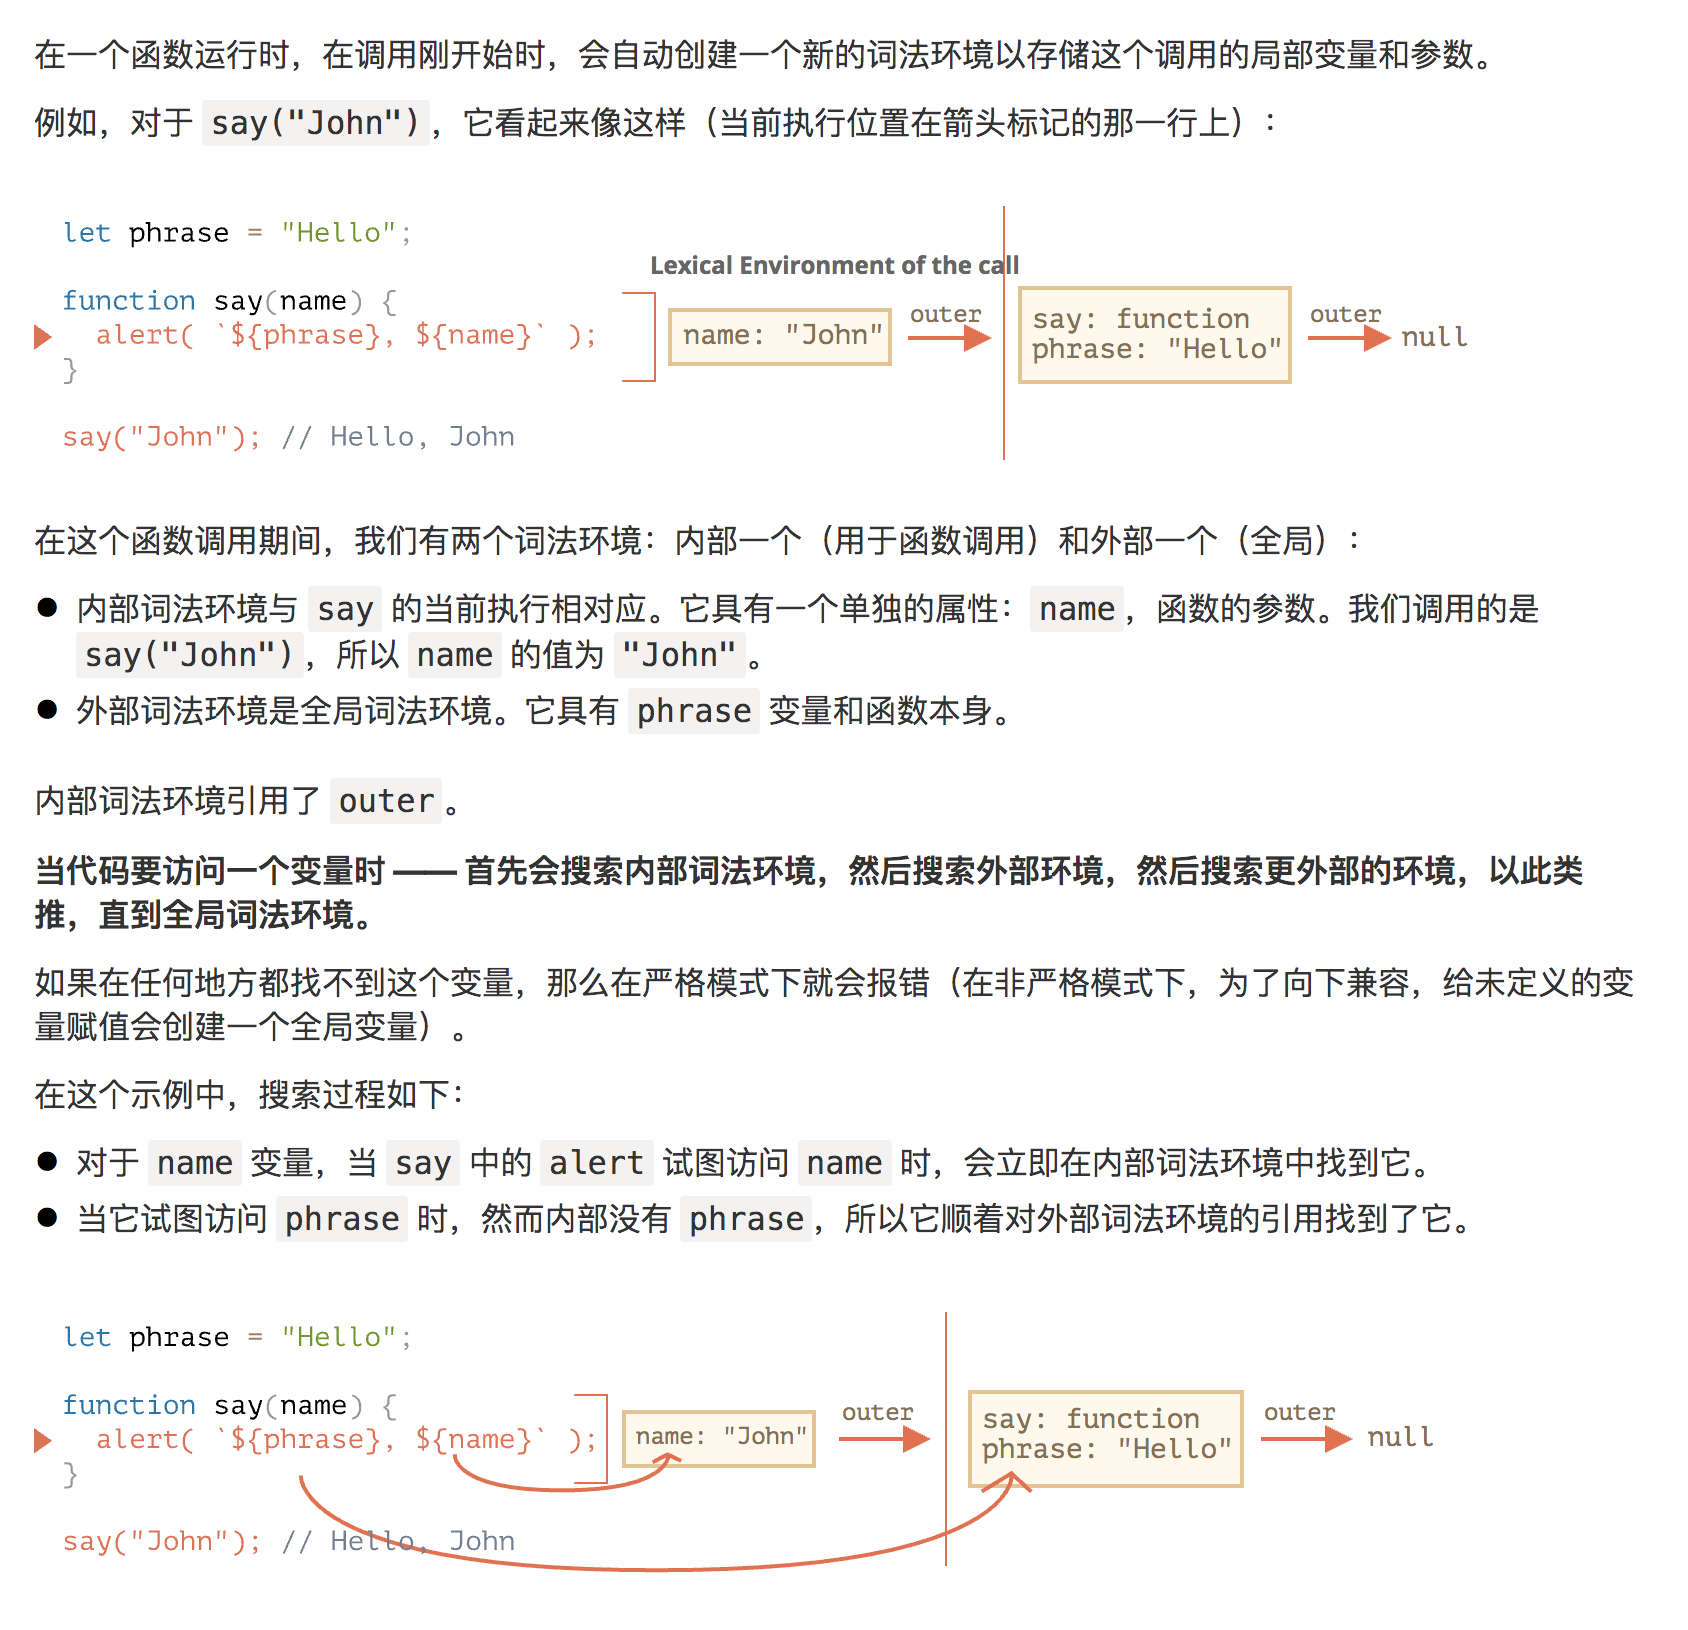 在一个函数运行时，在调用刚开始时，会自动创建一个新的词法环境以存储这个调用的局部变量和参数。
例如，对于 say("John")，它看起来像这样（当前执行位置在箭头标记的那一行上）：
let phrase = "Hello";
Lexical Environment of the call
function say(name) {
alert( `${phrase}, ${name}` );
}
say("John"); // Hello, John
name: "John"
outer
say: function
phrase: "Hello"
outer
null
在这个函数调用期间，我们有两个词法环境：内部一个（用于函数调用）和外部一个（全局）：
● 内部词法环境与 say 的当前执行相对应。它具有一个单独的属性：name，函数的参数。我们调用的是
say("John")，所以 name 的值为 "John"。
● 外部词法环境是全局词法环境。它具有 phrase 变量和函数本身。
内部词法环境引用了 outer。
当代码要访问一个变量时 —— 首先会搜索内部词法环境，然后搜索外部环境，然后搜索更外部的环境，以此类
推，直到全局词法环境。
如果在任何地方都找不到这个变量，那么在严格模式下就会报错（在非严格模式下，为了向下兼容，给未定义的变
量赋值会创建一个全局变量）。
在这个示例中，搜索过程如下：
● 对于 name 变量，当 say 中的 alert 试图访问 name 时，会立即在内部词法环境中找到它。
● 当它试图访问 phrase 时，然而内部没有 phrase，所以它顺着对外部词法环境的引用找到了它。
let phrase = "Hello";
function say(name) {
alert( `${phrase}, ${name}` );
}
say("John"); // Hello, John
name: "John"
outer
say: function
phrase: "Hello"
outer
null